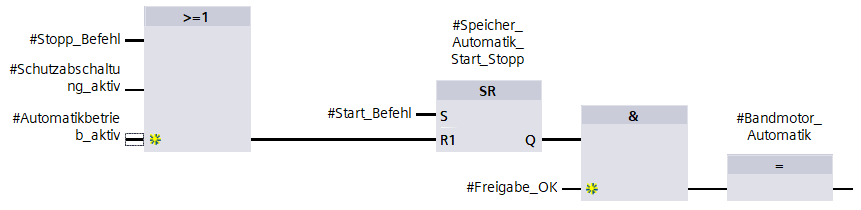 >=1
#Stopp_Befehl
#Schutzabschaltu
ng_aktiv
#Automatikbetrie
b_aktiv
#Speicher_
Automatik_
Start_Stopp
SR
#Start_Befehl
S
R1
Q
&
#Freigabe_OK
#Bandmotor_
Automatik
=